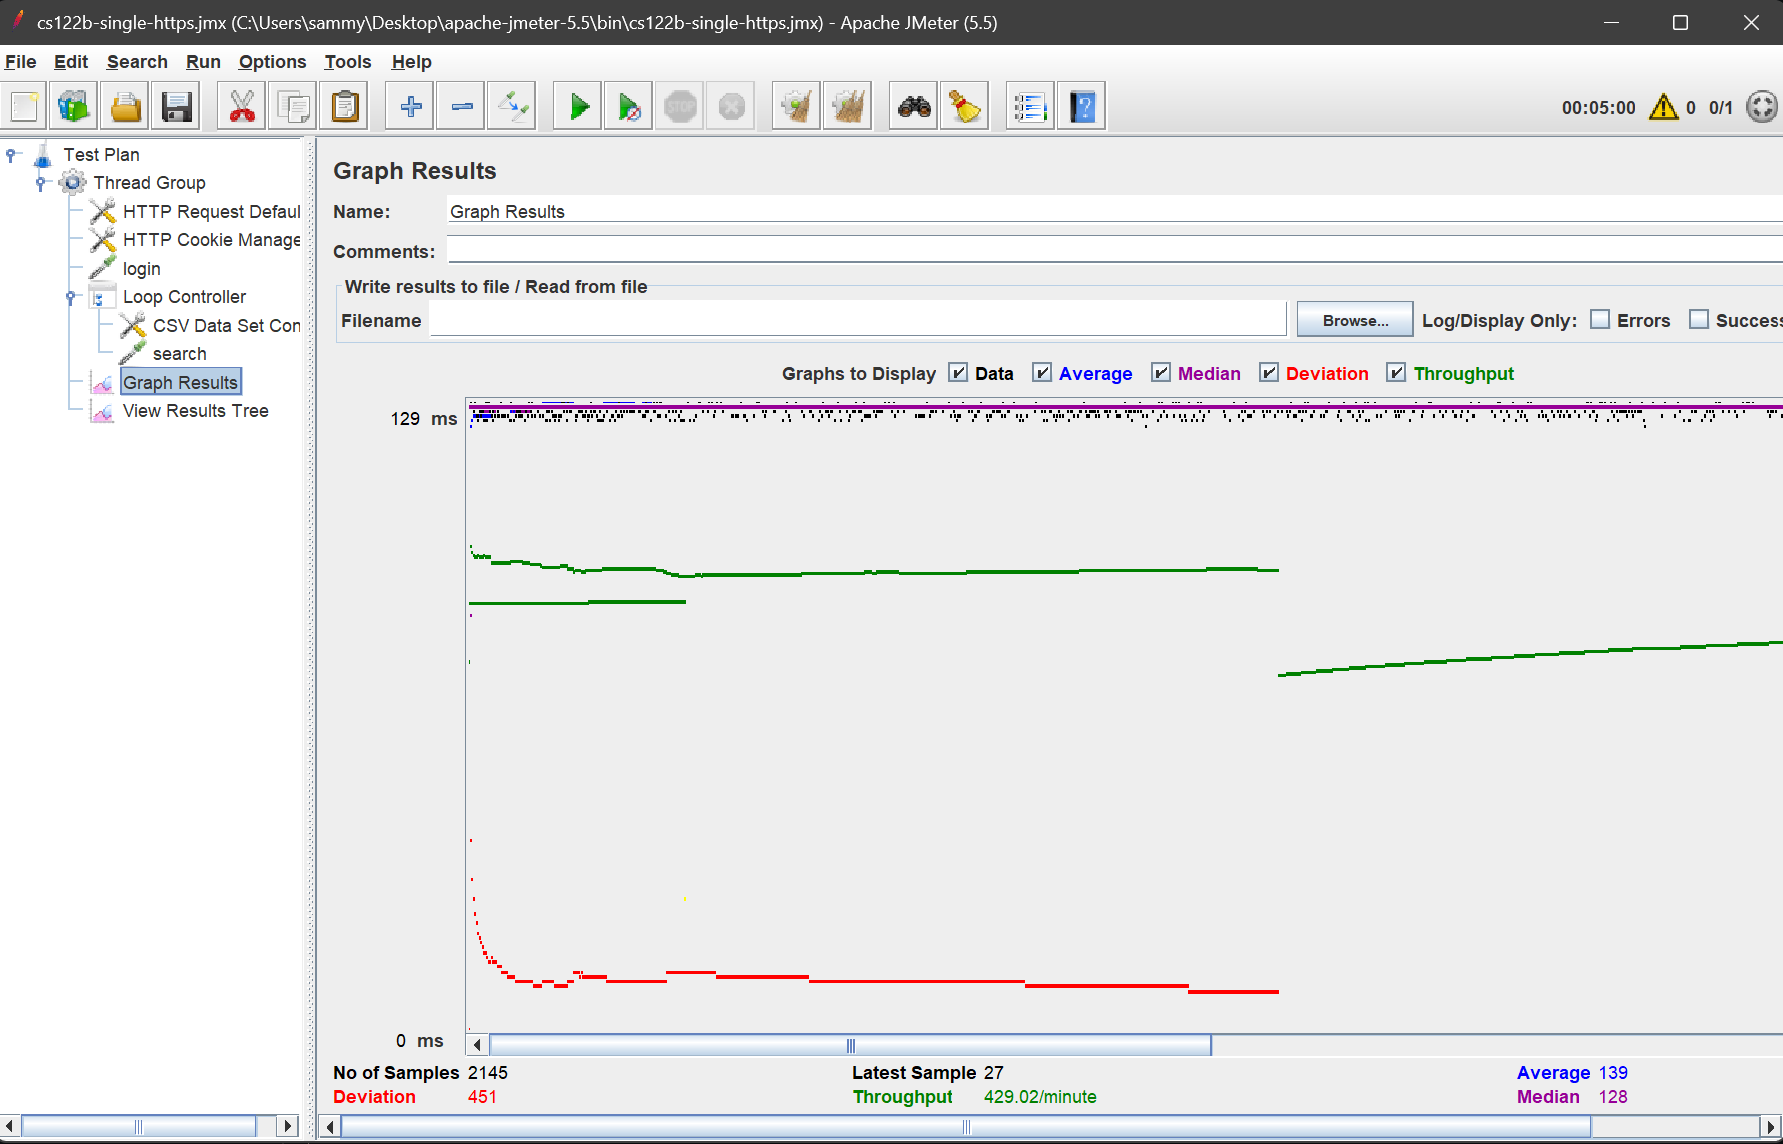 cs122b-single-https.jmx (C:\Users\sammy\Desktop\apache-jmeter-5.5\bin\cs122b-single-https.jmx) - Apache JMeter (5.5)
File Edit Search Run Options Tools Help
STOP
00:05:00 0 0/1
Test Plan
Thread Group
HTTP Request Defaul
HTTP Cookie Manage
login
Loop Controller
CSV Data Set Con
search
Graph Results
View Results Tree
Graph Results
Name: Graph Results
Comments:
Write results to file / Read from file
Filename Browse... Log/Display Only: Errors Success
Graphs to Display Data Average Median Deviation Throughput
129 ms
0 ms
No of Samples 2145 Latest Sample 27 Average 139
Deviation 451 Throughput 429.02/minute Median 128